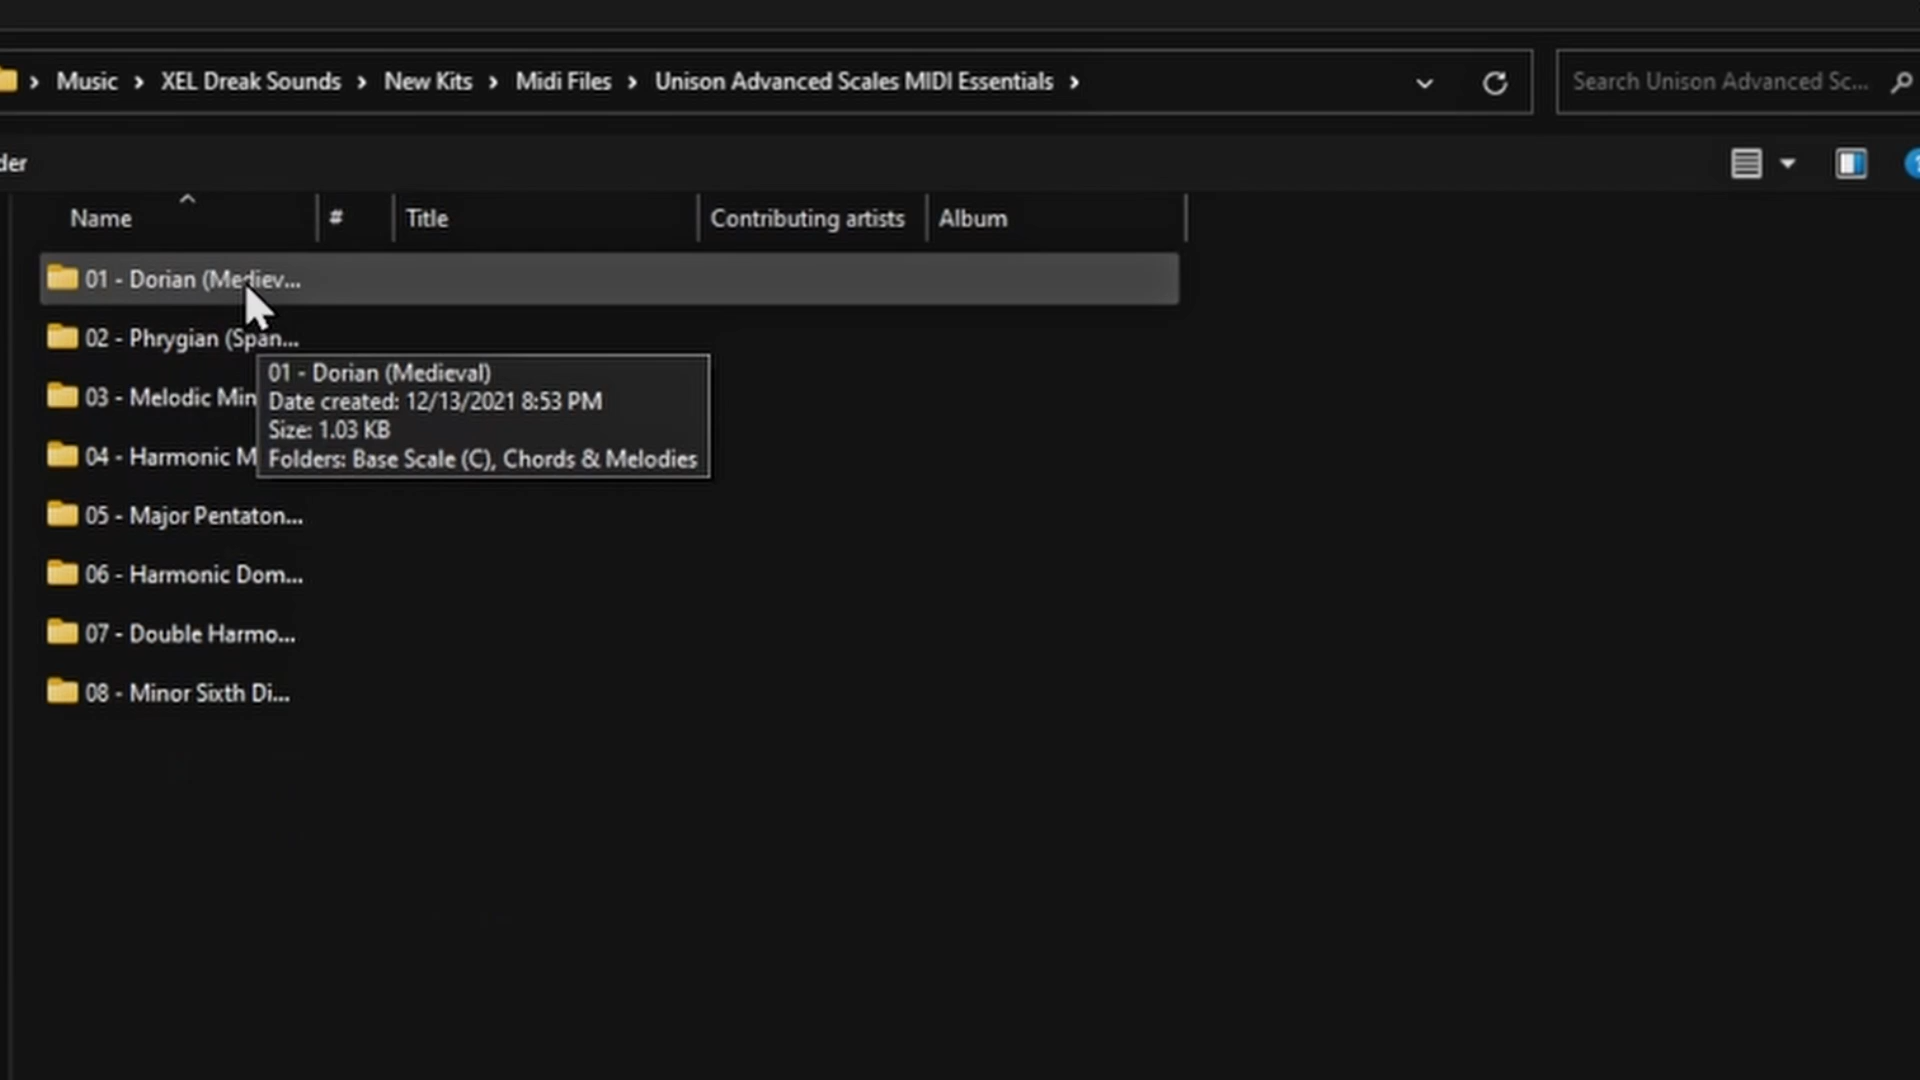 Music > XEL Dreak Sounds > New Kits > Midi Files > Unison Advanced Scales MIDI Essentials >
Search Unison Advanced Sc...
der
Name # Title Contributing artists Album
01 - Dorian (Mediev...
02 - Phrygian (Span...
01 - Dorian (Medieval)
Date created: 12/13/2021 8:53 PM
Size: 1.03 KB
Folders: Base Scale (C), Chords & Melodies
03 - Melodic Min
04 - Harmonic M
05 - Major Pentaton...
06 - Harmonic Dom...
07 - Double Harmo...
08 - Minor Sixth Di...